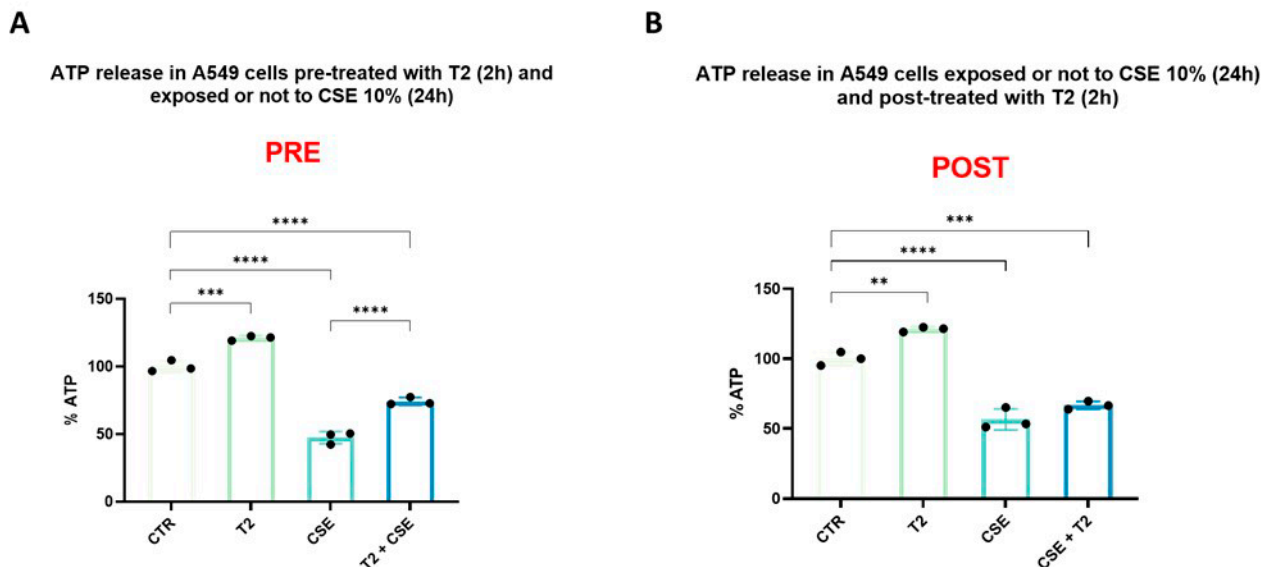 A
ATP release in A549 cells pre-treated with T2 (2h) and
exposed or not to CSE 10% (24h)
PRE
****
****
***
****
150
100
50
0
% ATP
CTR
T2
CSE
T2 + CSE
B
ATP release in A549 cells exposed or not to CSE 10% (24h)
and post-treated with T2 (2h)
POST
***
****
**
150
100
50
0
% ATP
CTR
T2
CSE
CSE + T2